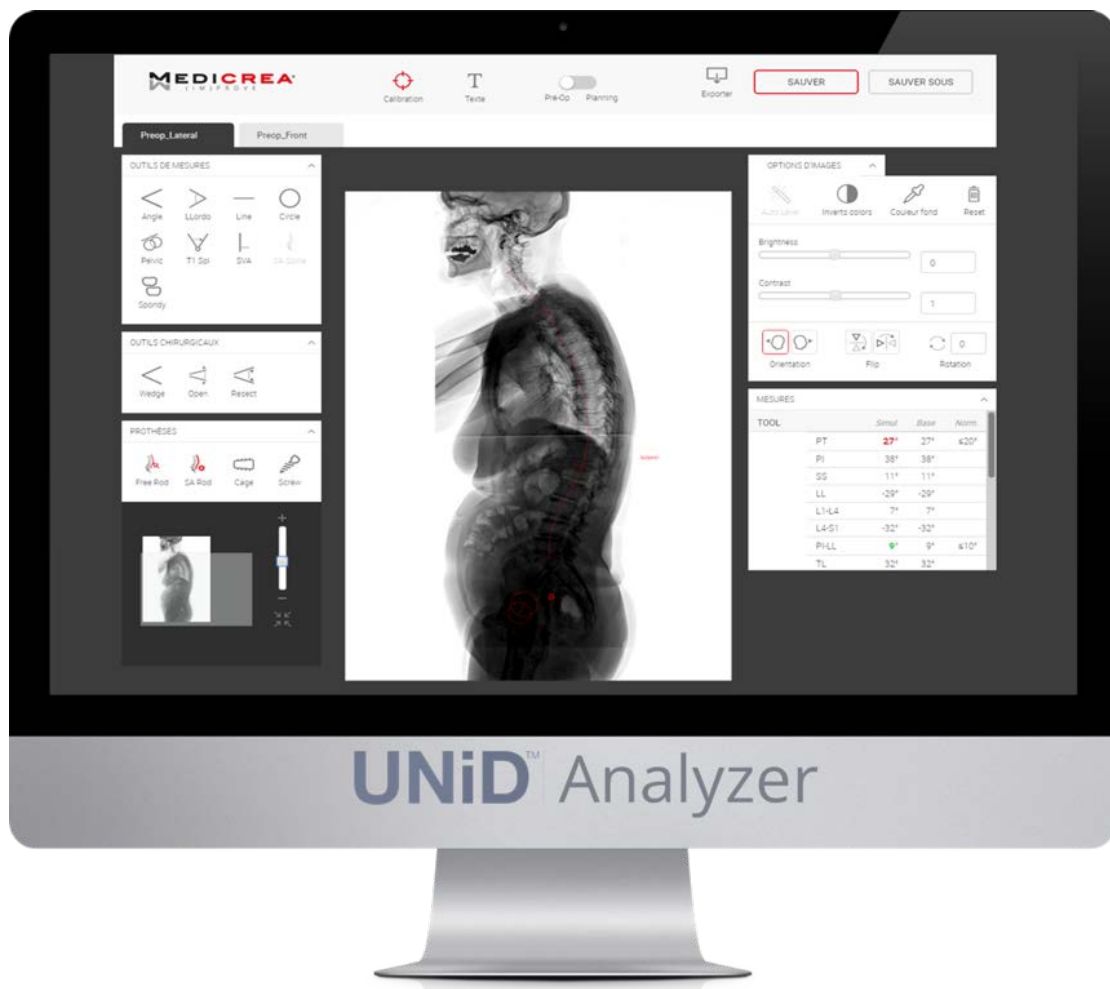 MEDICREA
[IM]PROVE
Calibration
T
Texte
Pré-Op Planning
Exporter
SAUVER
SAUVER SOUS
Preop_Lateral
Preop_Front
OUTILS DE MESURES
Angle LLordo Line Circle
Pelvic T1 Spi SVA
Spondy
OUTILS CHIRURGICAUX
Wedge Open Resect
PROTHÈSES
Free Rod SA Rod Cage Screw
OPTIONS D'IMAGES
Auto Level Inverts colors Couleur fond Reset
Brightness
0
Contrast
1
0
Orientation Flip Rotation
MESURES
TOOL Simul Base Norm
PT 27° 27° ≤20°
PI 38° 38°
SS 11° 11°
LL -29° -29°
L1-L4 7° 7°
L4-S1 -32° -32°
PI-LL 9° 9° ≤10°
TL 32° 32°
UNiD™ Analyzer